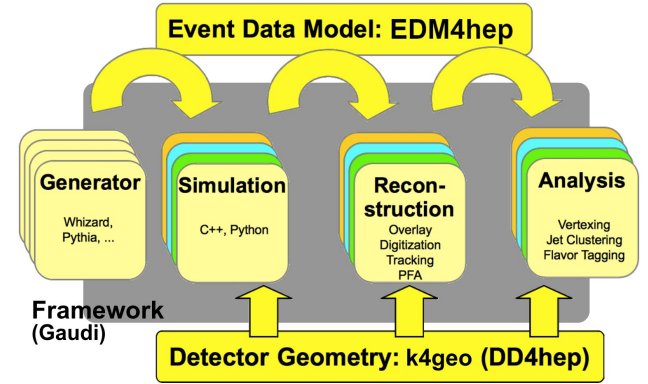 Event Data Model: EDM4hep
Generator
Whizard,
Pythia, ...
Simulation
C++, Python
Recon-
struction
Overlay
Digitization
Tracking
PFA
Analysis
Vertexing
Jet Clustering
Flavor Tagging
Framework
(Gaudi)
Detector Geometry: k4geo (DD4hep)